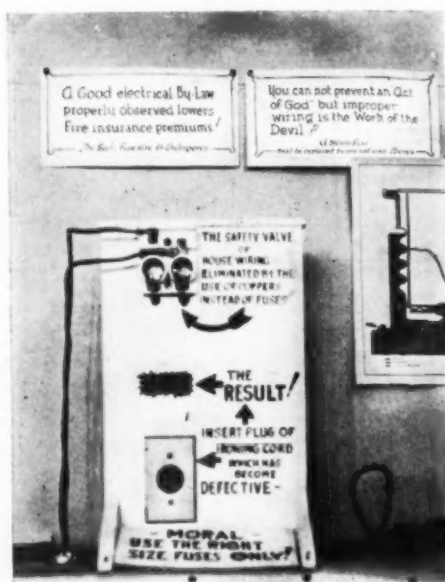 A Good electrical By-Law
properly observed lowers
Fire insurance premiums!
You can not prevent an "Act
of God" but improper
wiring is the Work of the
Devil!!
THE SAFETY VALVE
OF
HOUSE WIRING
ELIMINATED BY THE
USE OF COPPERS
INSTEAD OF FUSES
THE
RESULT!
INSERT PLUG OF
IRONING CORD
WHICH HAS
BECOME
DEFECTIVE -
- MORAL -
USE THE RIGHT
SIZE FUSES ONLY!